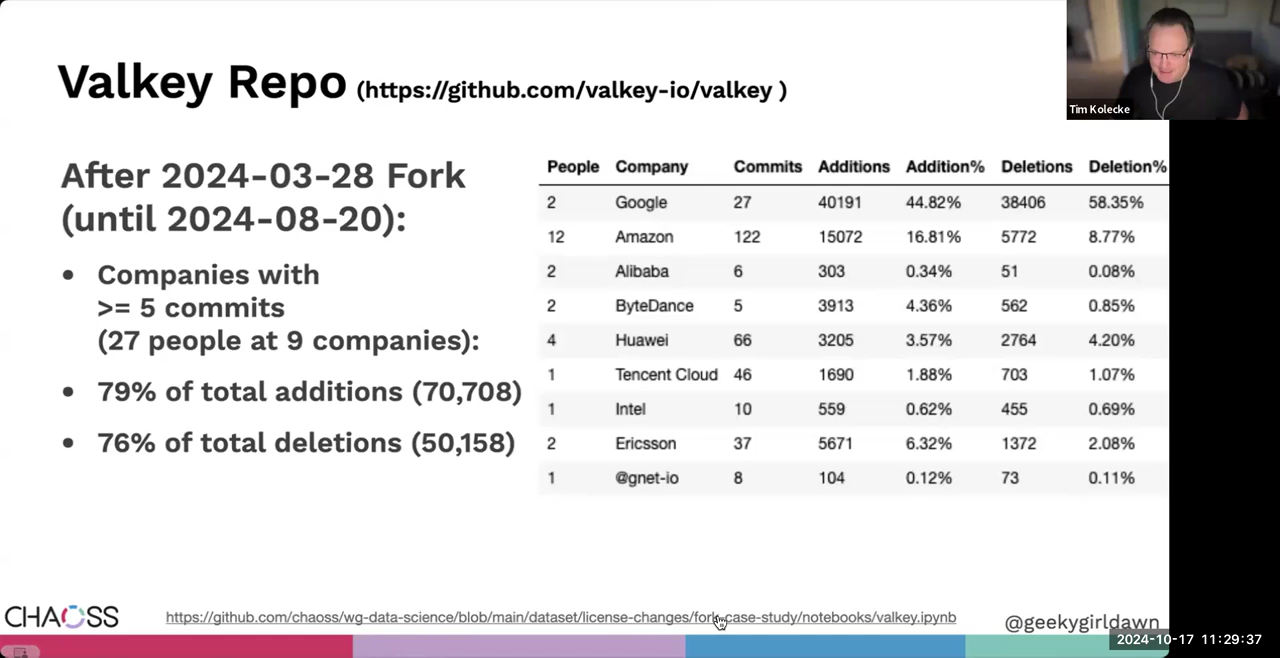 Valkey Repo (https://github.com/valkey-io/valkey )
Tim Kolecke
After 2024-03-28 Fork
(until 2024-08-20):
• Companies with
>= 5 commits
(27 people at 9 companies):
• 79% of total additions (70,708)
• 76% of total deletions (50,158)
People Company Commits Additions Addition% Deletions Deletion%
2 Google 27 40191 44.82% 38406 58.35%
12 Amazon 122 15072 16.81% 5772 8.77%
2 Alibaba 6 303 0.34% 51 0.08%
2 ByteDance 5 3913 4.36% 562 0.85%
4 Huawei 66 3205 3.57% 2764 4.20%
1 Tencent Cloud 46 1690 1.88% 703 1.07%
1 Intel 10 559 0.62% 455 0.69%
2 Ericsson 37 5671 6.32% 1372 2.08%
1 @gnet-io 8 104 0.12% 73 0.11%
CHAOSS
https://github.com/chaoss/wg-data-science/blob/main/dataset/license-changes/fork-case-study/notebooks/valkey.ipynb
@geekygirldawn
2024-10-17 11:29:37